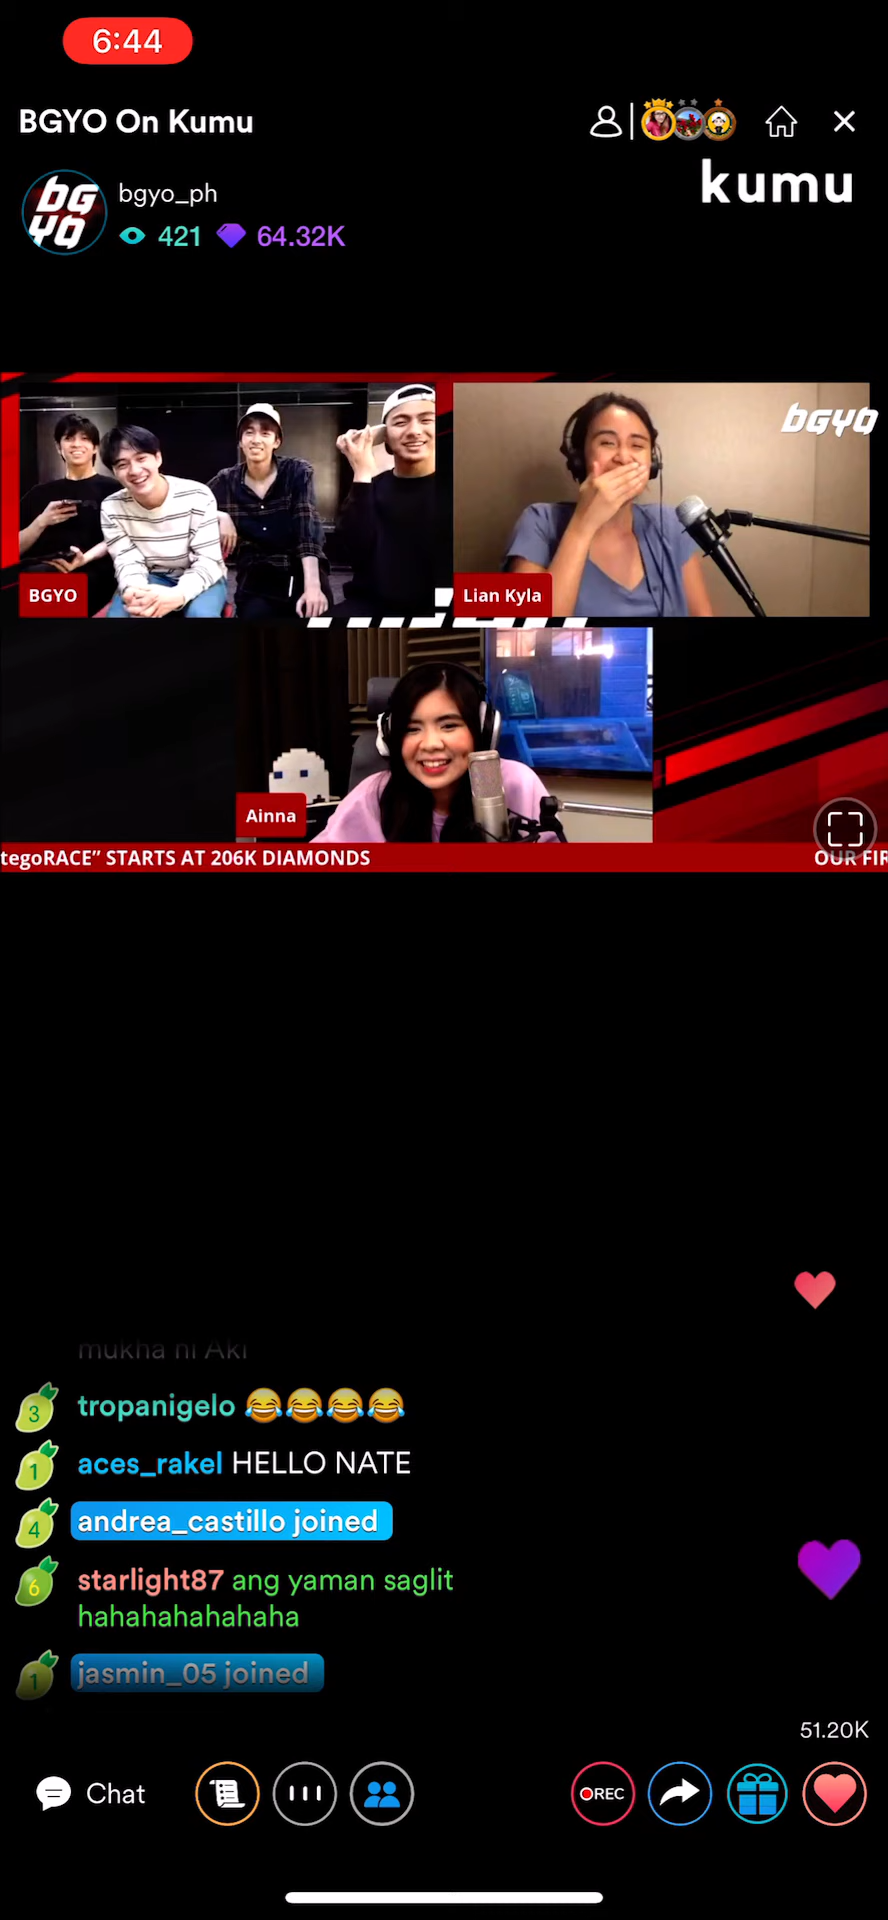 6:44
BGYO On Kumu
kumu
bg
yo
bgyo_ph
421 64.32K
bgyo
BGYO
Lian Kyla
Ainna
tegoRACE” STARTS AT 206K DIAMONDS OUR FIR
mukha ni Aki
3 tropanigelo 😂😂😂😂
1 aces_rakel HELLO NATE
4 andrea_castillo joined
6 starlight87 ang yaman saglit
hahahahahahaha
1 jasmin_05 joined
51.20K
Chat
REC